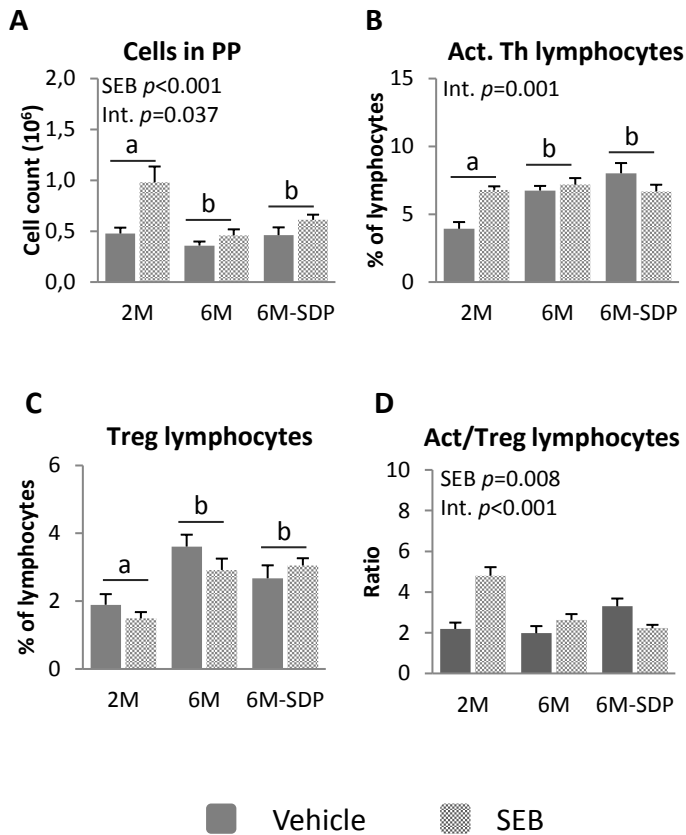 A
Cells in PP
SEB p<0.001
Int. p=0.037
Cell count (10⁶)
2,0
1,5
1,0
0,5
0,0
a
b
b
2M
6M
6M-SDP
B
Act. Th lymphocytes
Int. p=0.001
% of lymphocytes
15
10
5
0
a
b
b
2M
6M
6M-SDP
C
Treg lymphocytes
% of lymphocytes
6
4
2
0
a
b
b
2M
6M
6M-SDP
D
Act/Treg lymphocytes
SEB p=0.008
Int. p<0.001
Ratio
10
8
6
4
2
0
2M
6M
6M-SDP
Vehicle
SEB